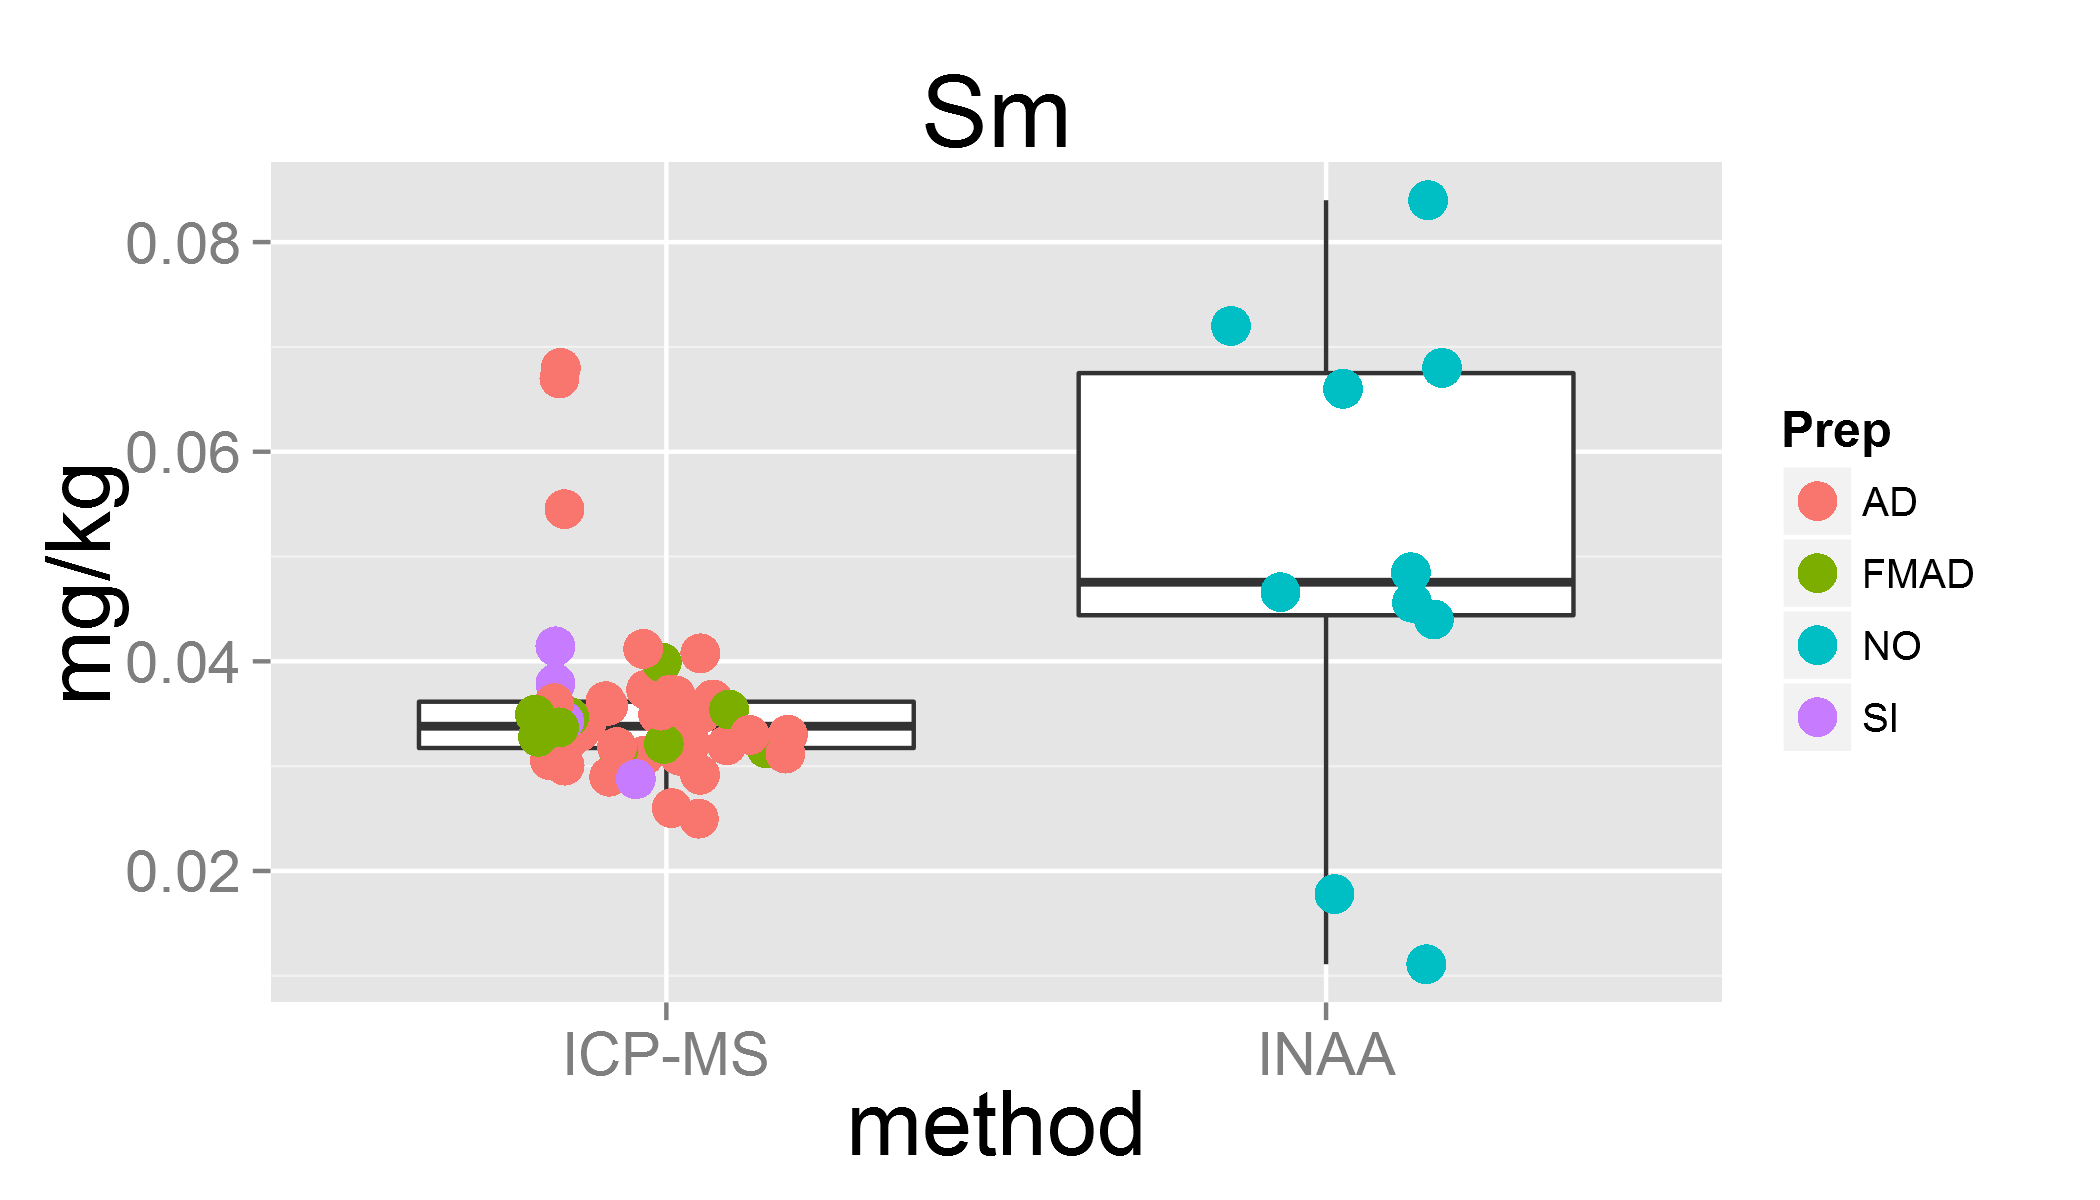 Sm
mg/kg
0.08
0.06
0.04
0.02
ICP-MS
INAA
method
Prep
AD
FMAD
NO
SI